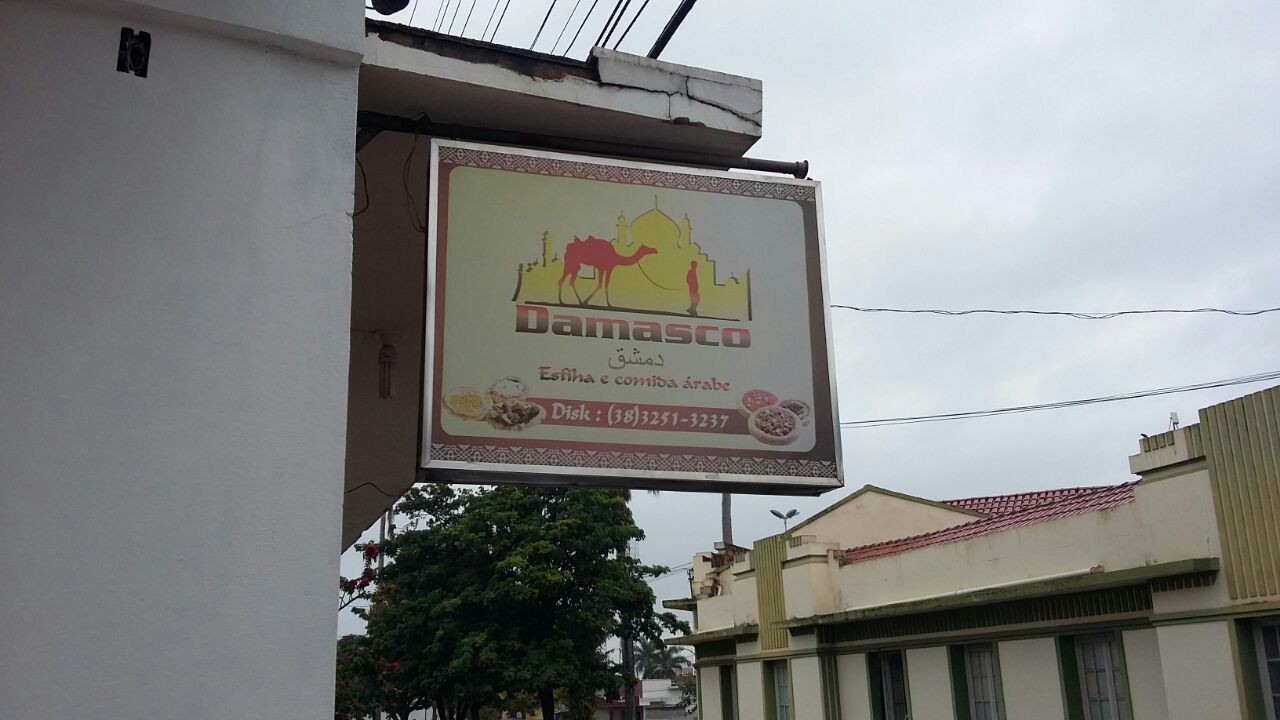 Damasco
دمشق
Esfiha e comida árabe
Disk : (38)3251-3237